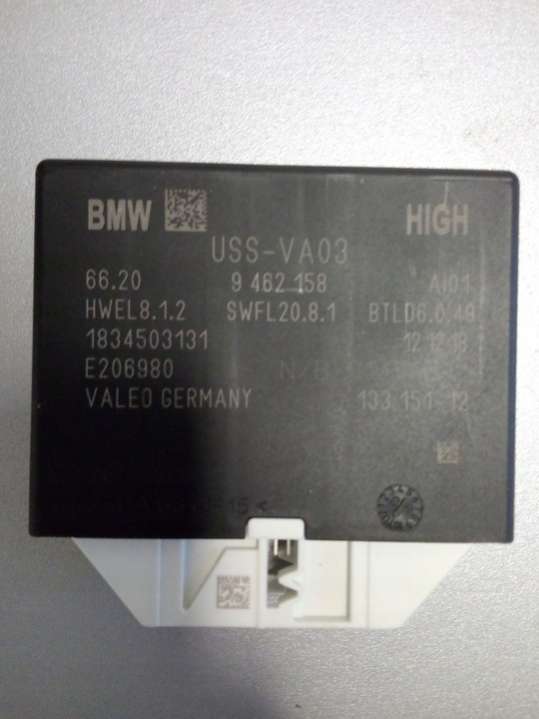 BMW HIGH
USS-VA03
66.20 9 462 158 AI01
HWEL8.1.2 SWFL20.8.1 BTLD6.0.49
1834503131 12.12.18
E206980 N/B
VALEO GERMANY 133.151-12